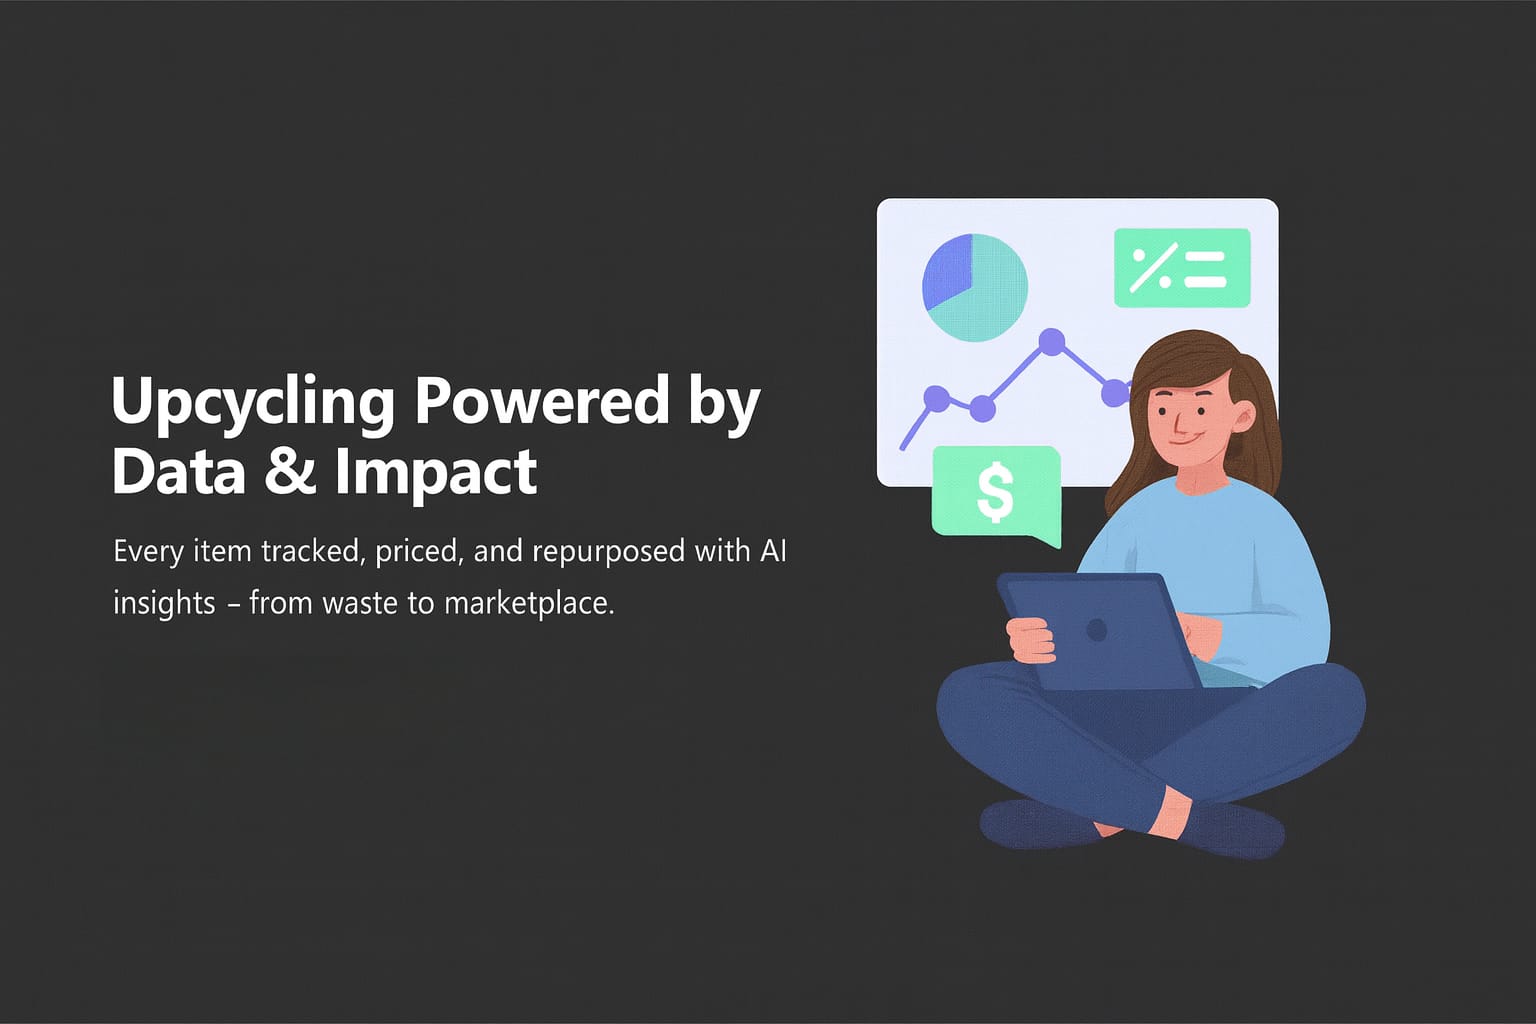 Upcycling Powered by
Data & Impact
Every item tracked, priced, and repurposed with AI
insights – from waste to marketplace.
$